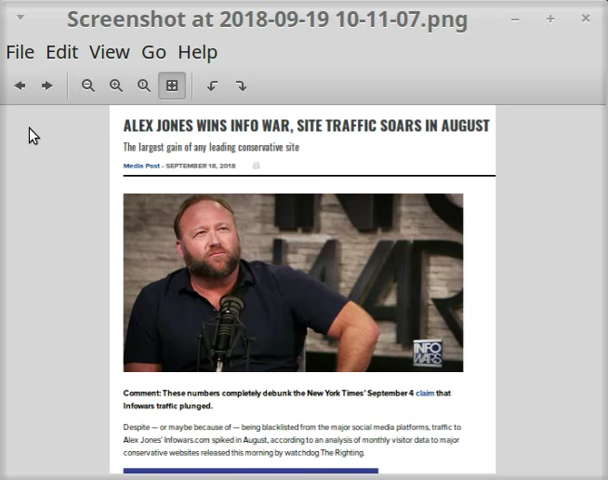 Screenshot at 2018-09-19 10-11-07.png
File Edit View Go Help
ALEX JONES WINS INFO WAR, SITE TRAFFIC SOARS IN AUGUST
The largest gain of any leading conservative site
Media Post - SEPTEMBER 18, 2018
INFO
WAR
INFO
WARS
Comment: These numbers completely debunk the New York Times' September 4 claim that
Infowars traffic plunged.
Despite — or maybe because of — being blacklisted from the major social media platforms, traffic to
Alex Jones' Infowars.com spiked in August, according to an analysis of monthly visitor data to major
conservative websites released this morning by watchdog The Righting.